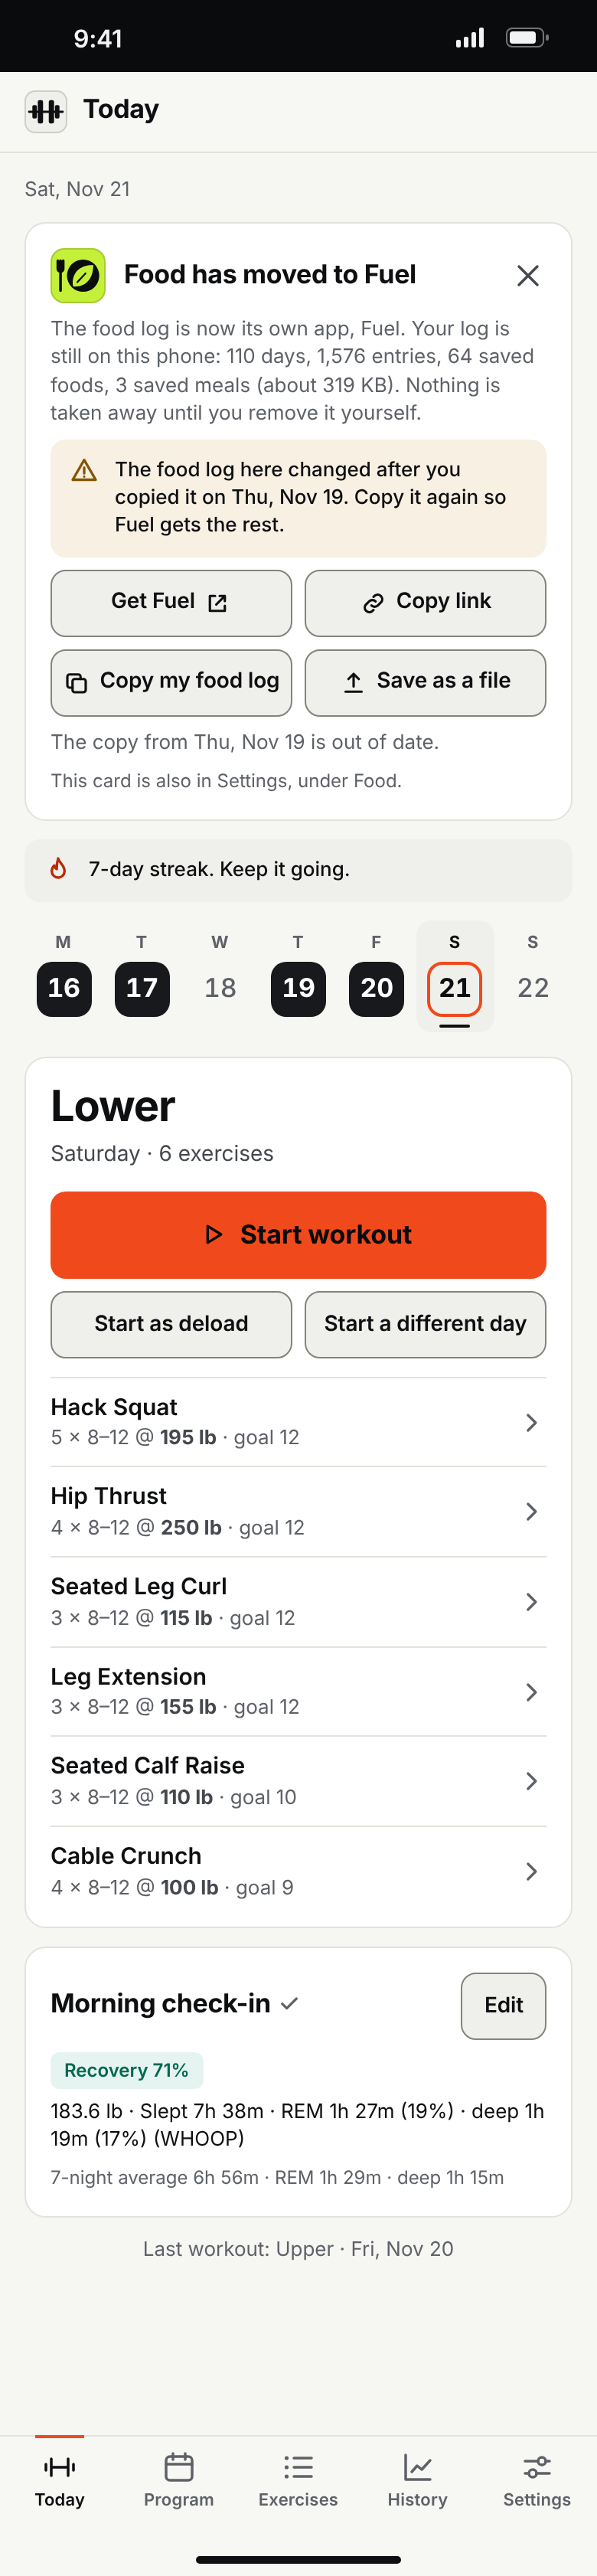 9:41
Today
Sat, Nov 21
Food has moved to Fuel
The food log is now its own app, Fuel. Your log is
still on this phone: 110 days, 1,576 entries, 64 saved
foods, 3 saved meals (about 319 KB). Nothing is
taken away until you remove it yourself.
The food log here changed after you
copied it on Thu, Nov 19. Copy it again so
Fuel gets the rest.
Get Fuel
Copy link
Copy my food log
Save as a file
The copy from Thu, Nov 19 is out of date.
This card is also in Settings, under Food.
7-day streak. Keep it going.
M T W T F S S
16 17 18 19 20 21 22
Lower
Saturday · 6 exercises
Start workout
Start as deload
Start a different day
Hack Squat
5 × 8–12 @ 195 lb · goal 12
Hip Thrust
4 × 8–12 @ 250 lb · goal 12
Seated Leg Curl
3 × 8–12 @ 115 lb · goal 12
Leg Extension
3 × 8–12 @ 155 lb · goal 12
Seated Calf Raise
3 × 8–12 @ 110 lb · goal 10
Cable Crunch
4 × 8–12 @ 100 lb · goal 9
Morning check-in
Edit
Recovery 71%
183.6 lb · Slept 7h 38m · REM 1h 27m (19%) · deep 1h
19m (17%) (WHOOP)
7-night average 6h 56m · REM 1h 29m · deep 1h 15m
Last workout: Upper · Fri, Nov 20
Today
Program
Exercises
History
Settings